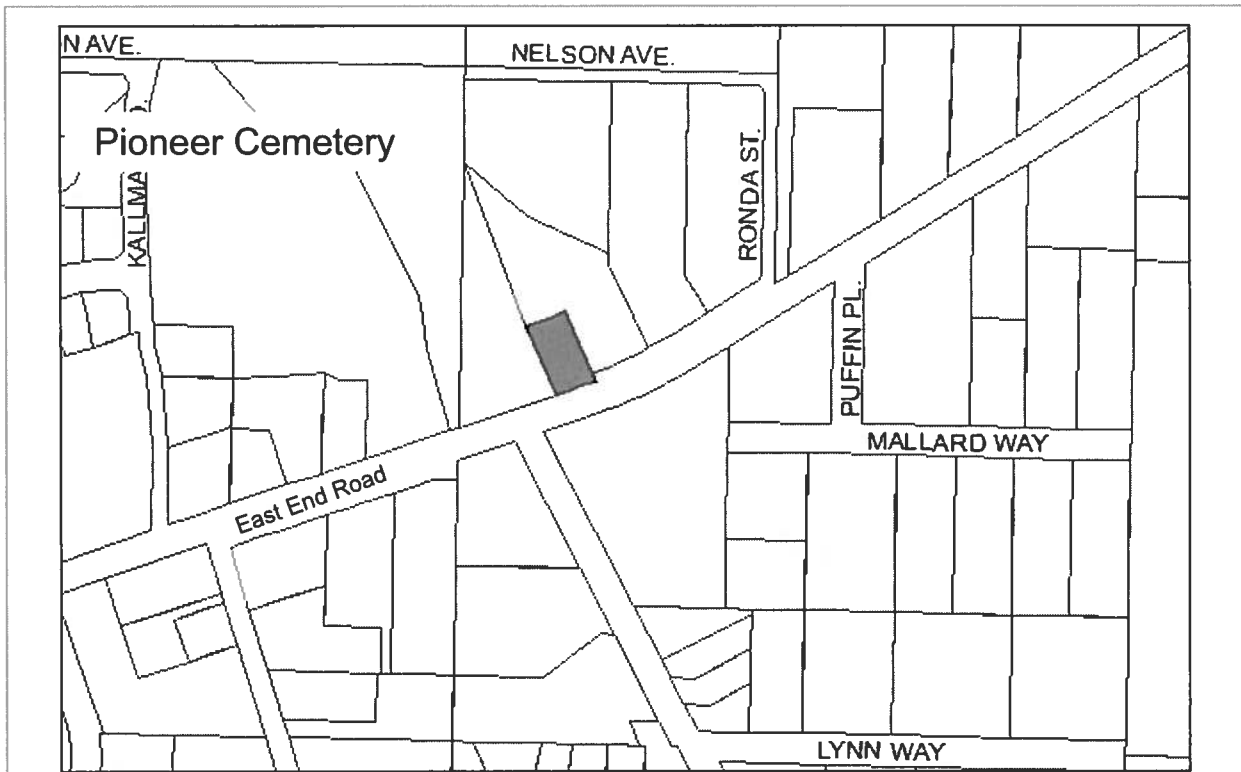 N AVE.
NELSON AVE.
Pioneer Cemetery
KALLMA
RONDA ST.
PUFFIN PL.
MALLARD WAY
East End Road
LYNN WAY